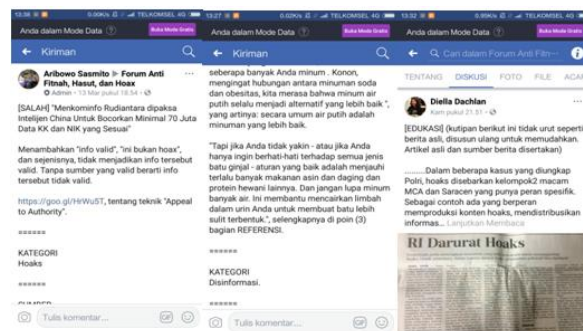 13:36
0.00K/s
TELKOMSEL 4G
Anda dalam Mode Data
Buka Mode Gratis
Kiriman
Aribowo Sasmito ▸ Forum Anti
Fitnah, Hasut, dan Hoax
Admin • 13 Mar pukul 18.54 •
[SALAH] "Menkominfo Rudiantara dipaksa
Intelijen China Untuk Bocorkan Minimal 70 Juta
Data KK dan NIK yang Sesuai"
Menambahkan "info valid", "ini bukan hoax",
dan sejenisnya, tidak menjadikan info tersebut
valid. Tanpa sumber yang valid berarti info
tersebut tidak valid.
https://goo.gl/HrWu5T, tentang teknik "Appeal
to Authority".
======
KATEGORI
Hoaks
======
SUMBER
Tulis komentar...
GIF
13:27
0.02K/s
TELKOMSEL 4G
Anda dalam Mode Data
Buka Mode Gratis
Kiriman
seberapa banyak Anda minum . Konon,
mengingat hubungan antara minuman soda
dan obesitas, kita merasa bahwa minum air
putih selalu menjadi alternatif yang lebih baik ",
yang artinya: secara umum air putih adalah
minuman yang lebih baik.
"Tapi jika Anda tidak yakin - atau jika Anda
hanya ingin berhati-hati terhadap semua jenis
batu ginjal - aturan yang baik adalah menjauhi
terlalu banyak makanan asin dan daging dan
protein hewani lainnya. Dan jangan lupa minum
banyak air. Ini membantu mencairkan limbah
dalam urin Anda untuk membuat batu lebih
sulit terbentuk.", selengkapnya di poin (3)
bagian REFERENSI.
======
KATEGORI
Disinformasi.
======
Tulis komentar...
GIF
13:32
0.95K/s
TELKOMSEL 4G
Anda dalam Mode Data
Buka Mode Gratis
Cari dalam Forum Anti Fitn...
TENTANG DISKUSI FOTO FILE ACAR
Diella Dachlan
Kam pukul 21.51 •
[EDUKASI] (kutipan berikut ini tidak urut seperti
berita asli, disusun ulang untuk memudahkan.
Artikel asli dan sumber berita disertakan)
.........Dalam beberapa kasus yang diungkap
Polri, hoaks disebarkan kelompok2 macam
MCA dan Saracen yang punya peran spesifik.
Sebagai contoh ada yang berperan
memproduksi konten hoaks, mendistribusikan
informas... Lanjutkan Membaca
RI Darurat Hoaks